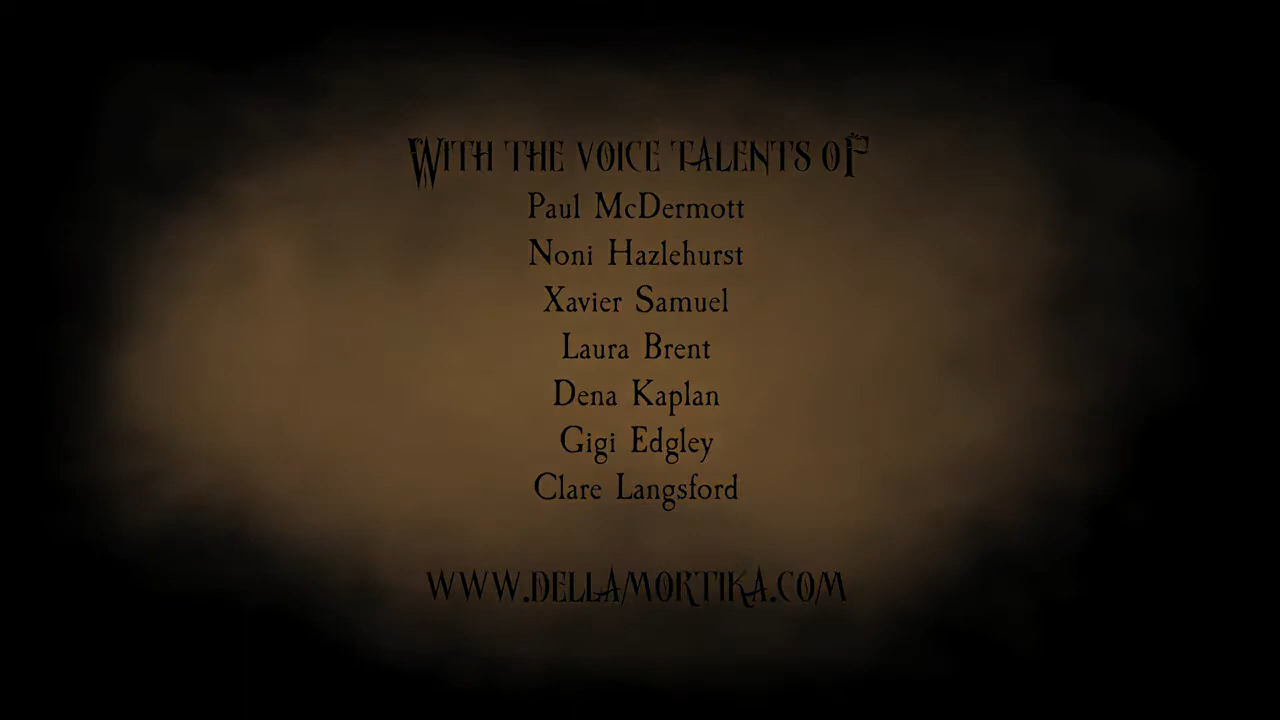 WITH THE VOICE TALENTS OF
Paul McDermott
Noni Hazlehurst
Xavier Samuel
Laura Brent
Dena Kaplan
Gigi Edgley
Clare Langsford
WWW.DELLAMORTIKA.COM